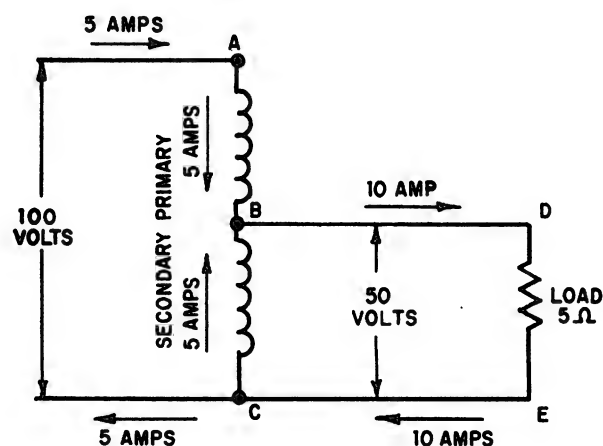 5 AMPS
A
5 AMPS
SECONDARY PRIMARY
100
VOLTS
10 AMP
B
D
5 AMPS
50
VOLTS
LOAD
5Ω
C
E
5 AMPS
10 AMPS